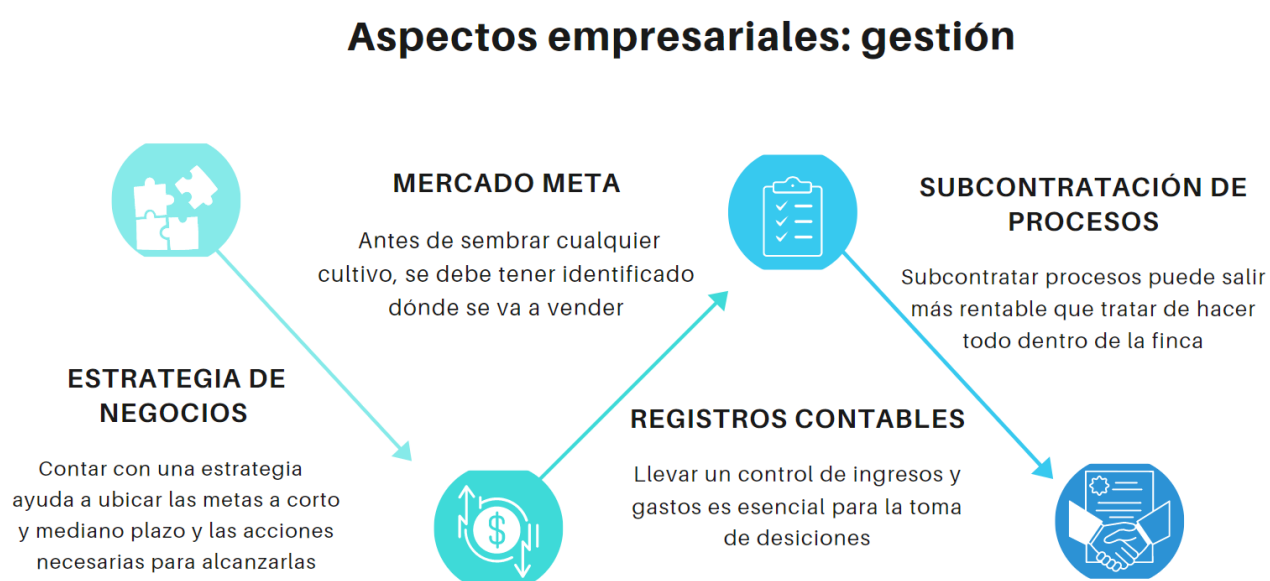 Aspectos empresariales: gestión
ESTRATEGIA DE
NEGOCIOS
Contar con una estrategia
ayuda a ubicar las metas a corto
y mediano plazo y las acciones
necesarias para alcanzarlas
MERCADO META
Antes de sembrar cualquier
cultivo, se debe tener identificado
dónde se va a vender
REGISTROS CONTABLES
Llevar un control de ingresos y
gastos es esencial para la toma
de desiciones
SUBCONTRATACIÓN DE
PROCESOS
Subcontratar procesos puede salir
más rentable que tratar de hacer
todo dentro de la finca
$